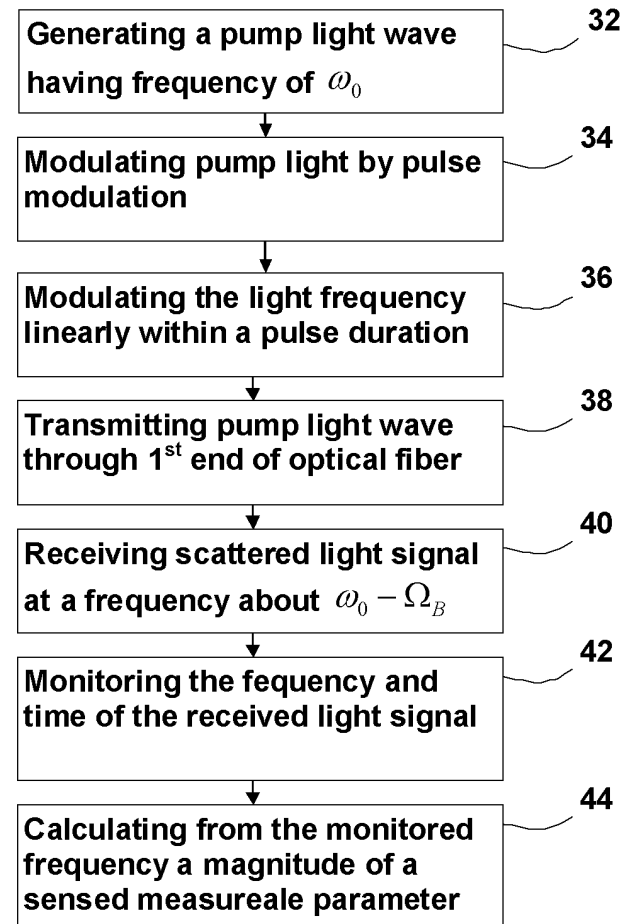 Generating a pump light wave
having frequency of ω₀
32
Modulating pump light by pulse
modulation
34
Modulating the light frequency
linearly within a pulse duration
36
Transmitting pump light wave
through 1st end of optical fiber
38
Receiving scattered light signal
at a frequency about ω₀ − Ω_B
40
Monitoring the fequency and
time of the received light signal
42
Calculating from the monitored
frequency a magnitude of a
sensed measureale parameter
44